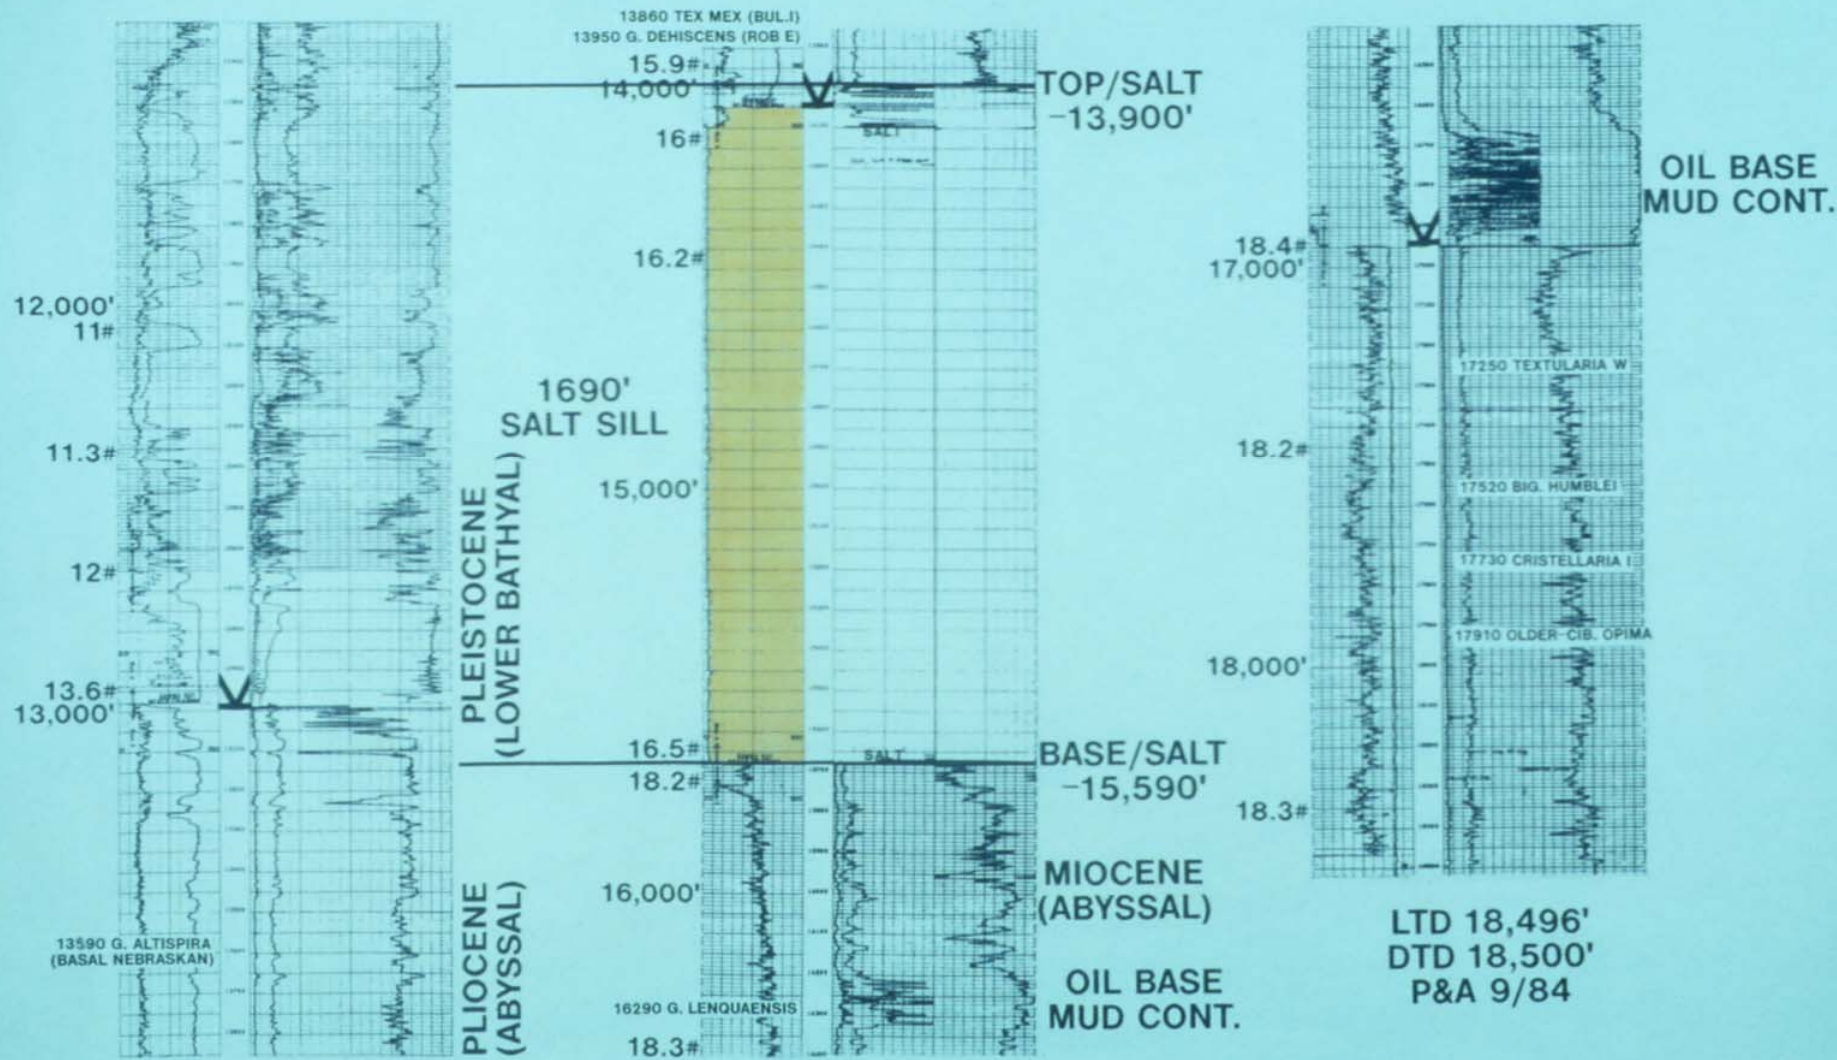 12,000'
11#
11.3#
12#
13.6#
13,000'
13590 G. ALTISPIRA
(BASAL NEBRASKAN)
PLEISTOCENE
(LOWER BATHYAL)
PLIOCENE
(ABYSSAL)
13860 TEX MEX (BUL.I)
13950 G. DEHISCENS (ROB E)
15.9#
14,000'
16#
16.2#
1690'
SALT SILL
15,000'
16.5#
18.2#
16,000'
16290 G. LENQUAENSIS
18.3#
SALT
SALT
TOP/SALT
-13,900'
BASE/SALT
-15,590'
MIOCENE
(ABYSSAL)
OIL BASE
MUD CONT.
OIL BASE
MUD CONT.
18.4#
17,000'
17250 TEXTULARIA W
18.2#
17520 BIG. HUMBLEI
17730 CRISTELLARIA I
17910 OLDER-CIB. OPIMA
18,000'
18.3#
LTD 18,496'
DTD 18,500'
P&A 9/84